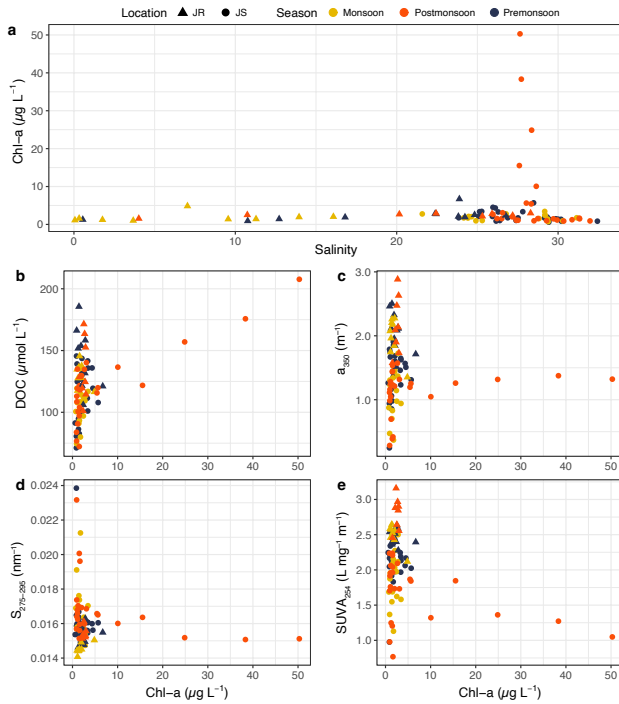 Location JR JS Season Monsoon Postmonsoon Premonsoon
a
Chl−a (µg L−1)
50
40
30
20
10
0
0 10 20 30
Salinity
b
DOC (µmol L−1)
200
150
100
0 10 20 30 40 50
c
a350 (m−1)
3.0
2.0
1.0
0 10 20 30 40 50
d
S275−295 (nm−1)
0.024
0.022
0.020
0.018
0.016
0.014
0 10 20 30 40 50
Chl−a (µg L−1)
e
SUVA254 (L mg−1 m−1)
3.0
2.5
2.0
1.5
1.0
0 10 20 30 40 50
Chl−a (µg L−1)